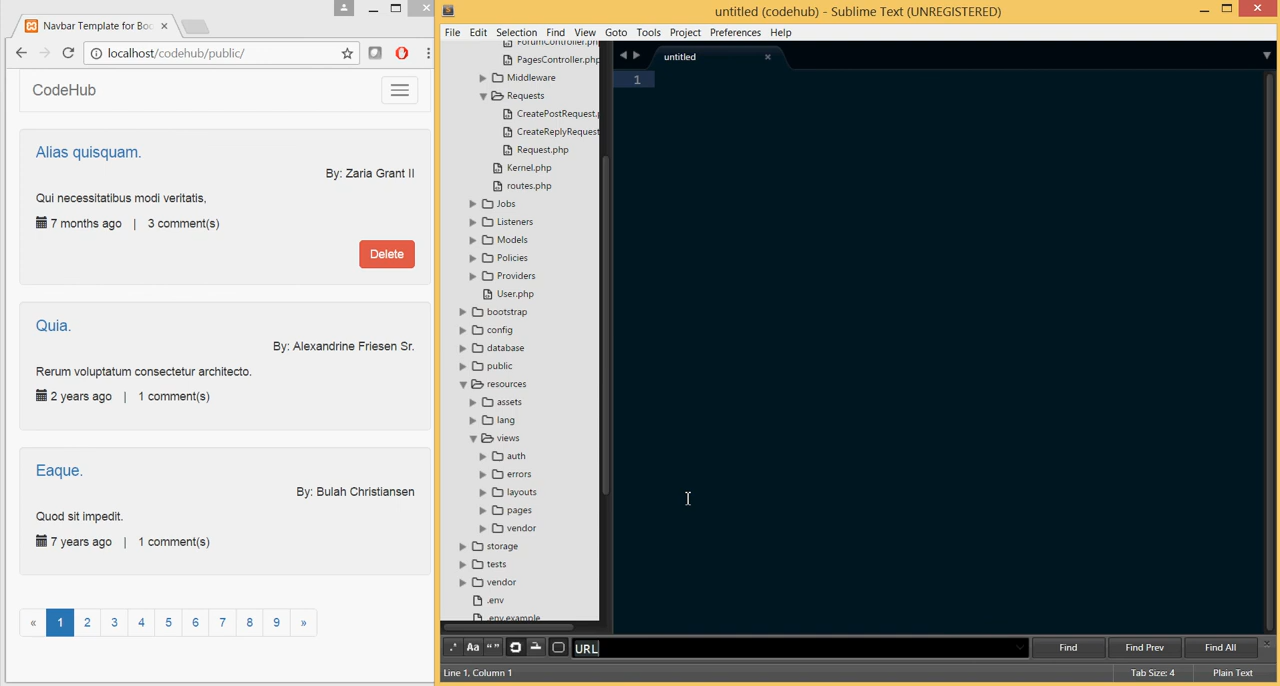 Navbar Template for Boo
localhost/codehub/public/
CodeHub
Alias quisquam.
By: Zaria Grant II
Qui necessitatibus modi veritatis,
7 months ago | 3 comment(s)
Delete
Quia.
By: Alexandrine Friesen Sr.
Rerum voluptatum consectetur architecto.
2 years ago | 1 comment(s)
Eaque.
By: Bulah Christiansen
Quod sit impedit.
7 years ago | 1 comment(s)
« 1 2 3 4 5 6 7 8 9 »
untitled (codehub) - Sublime Text (UNREGISTERED)
File Edit Selection Find View Goto Tools Project Preferences Help
ForumController.php
PagesController.php
Middleware
Requests
CreatePostRequest.p
CreateReplyRequest
Request.php
Kernel.php
routes.php
Jobs
Listeners
Models
Policies
Providers
User.php
bootstrap
config
database
public
resources
assets
lang
views
auth
errors
layouts
pages
vendor
storage
tests
vendor
.env
.env.example
untitled
1
.* Aa “” URL Find Find Prev Find All
Line 1, Column 1 Tab Size: 4 Plain Text